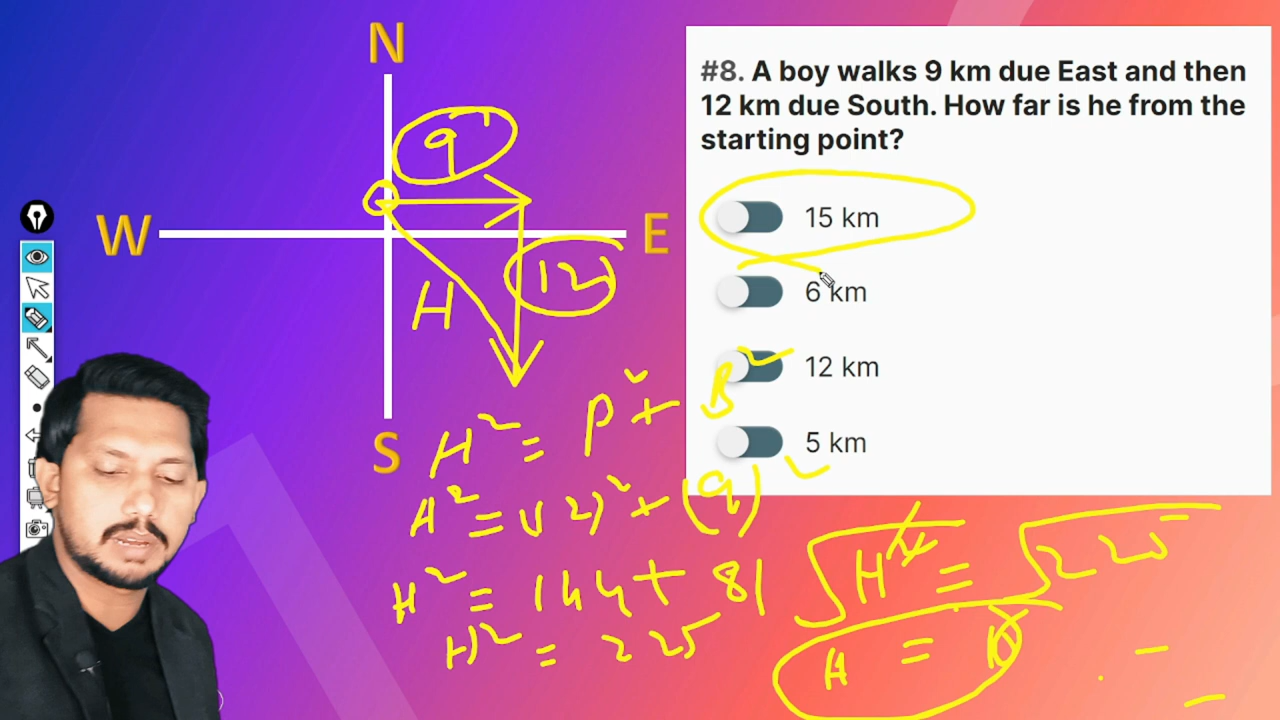 N
W
E
S
9
12
H
#8. A boy walks 9 km due East and then
12 km due South. How far is he from the
starting point?
15 km
6 km
12 km
5 km
H² = P² + B²
H² = (12)² + (9)²
H² = 144 + 81
H² = 225
√H² = √225
H = 15